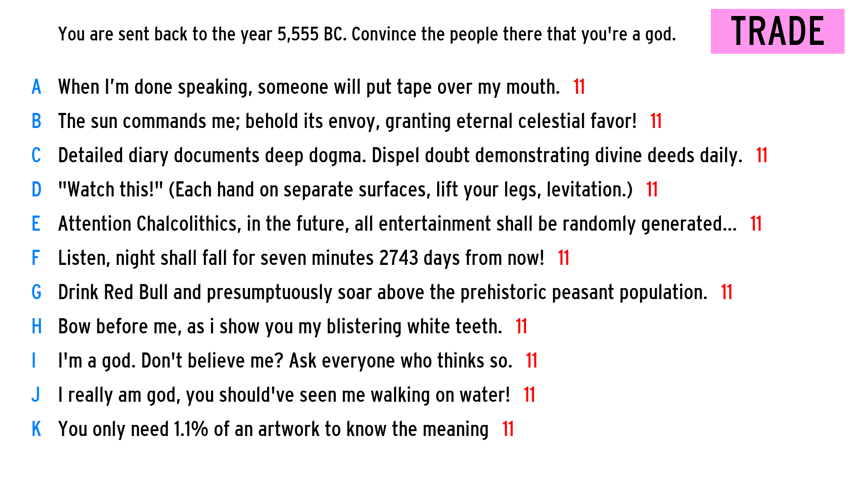 You are sent back to the year 5,555 BC. Convince the people there that you're a god. TRADE
A When I'm done speaking, someone will put tape over my mouth. 11
B The sun commands me; behold its envoy, granting eternal celestial favor! 11
C Detailed diary documents deep dogma. Dispel doubt demonstrating divine deeds daily. 11
D "Watch this!" (Each hand on separate surfaces, lift your legs, levitation.) 11
E Attention Chalcolithics, in the future, all entertainment shall be randomly generated... 11
F Listen, night shall fall for seven minutes 2743 days from now! 11
G Drink Red Bull and presumptuously soar above the prehistoric peasant population. 11
H Bow before me, as i show you my blistering white teeth. 11
I I'm a god. Don't believe me? Ask everyone who thinks so. 11
J I really am god, you should've seen me walking on water! 11
K You only need 1.1% of an artwork to know the meaning 11